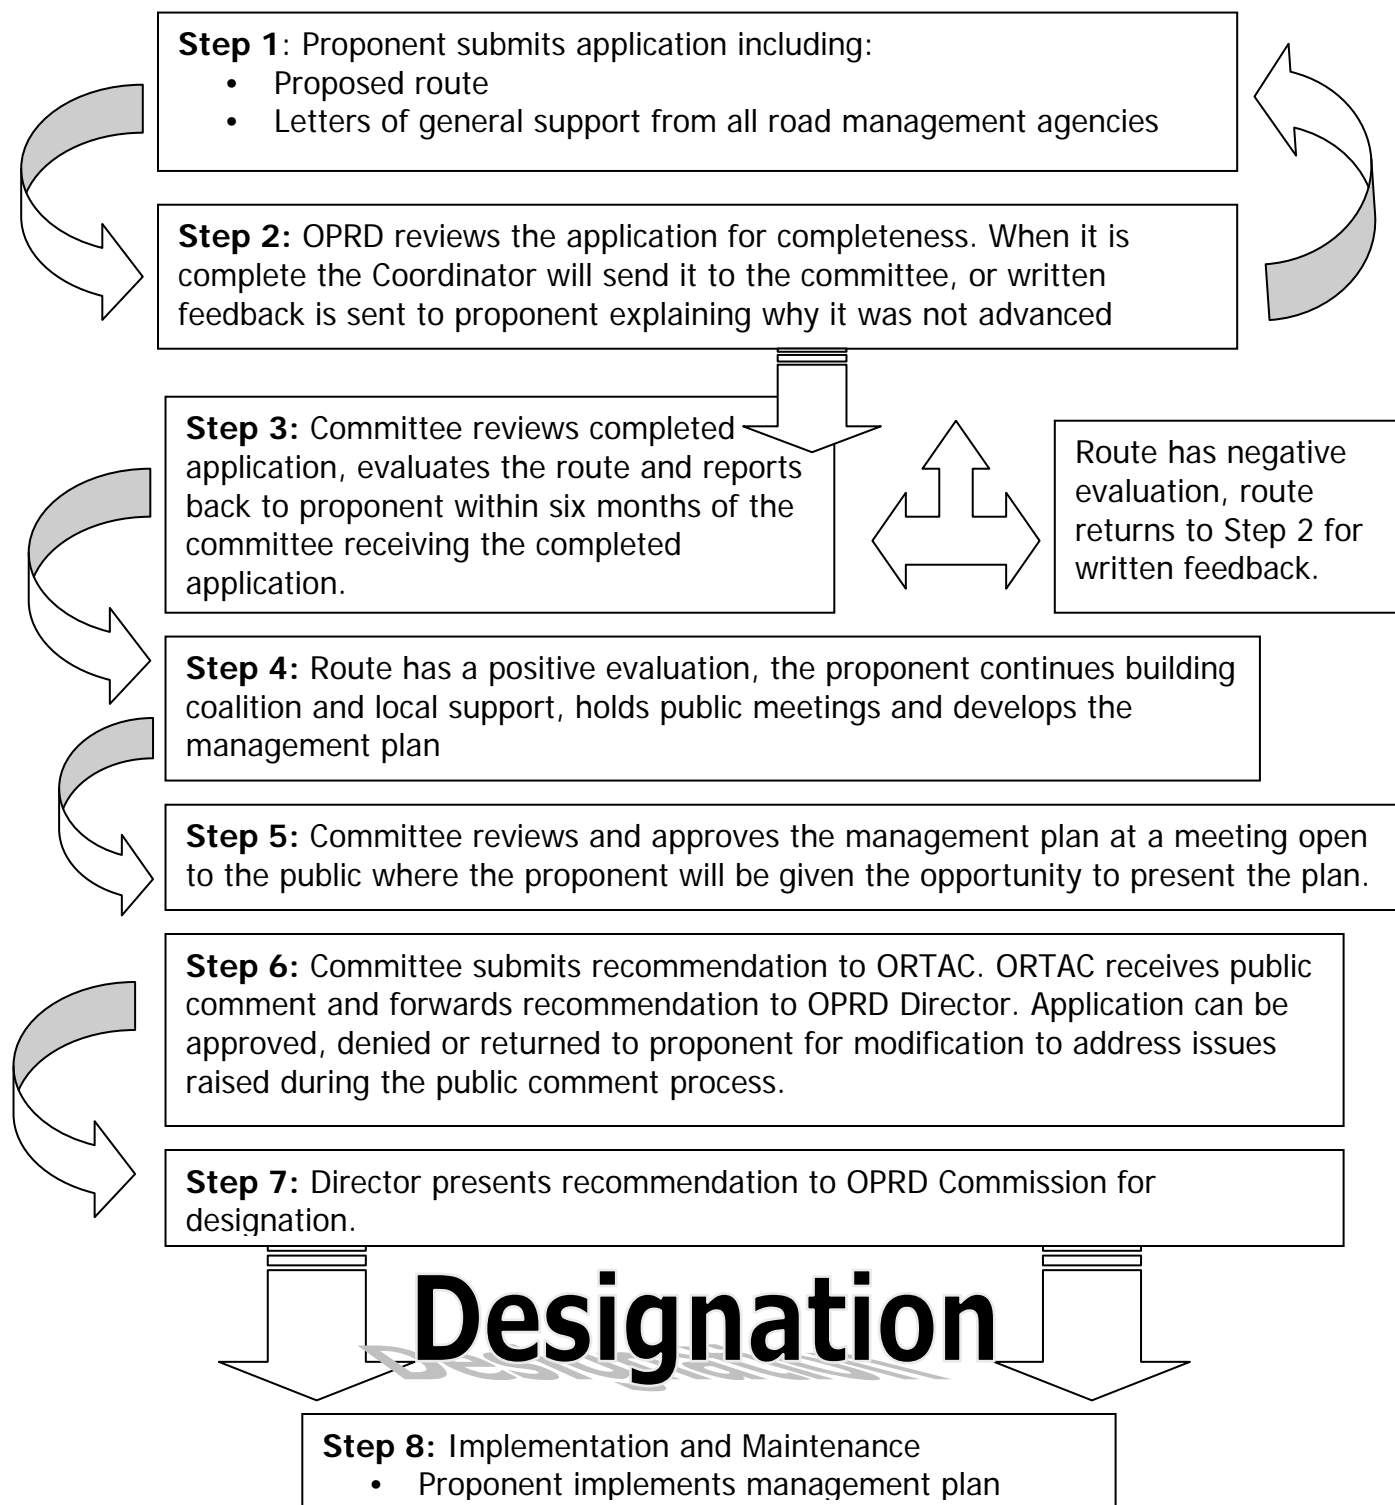 Step 1: Proponent submits application including:
• Proposed route
• Letters of general support from all road management agencies
Step 2: OPRD reviews the application for completeness. When it is
complete the Coordinator will send it to the committee, or written
feedback is sent to proponent explaining why it was not advanced
Step 3: Committee reviews completed
application, evaluates the route and reports
back to proponent within six months of the
committee receiving the completed
application.
Route has negative
evaluation, route
returns to Step 2 for
written feedback.
Step 4: Route has a positive evaluation, the proponent continues building
coalition and local support, holds public meetings and develops the
management plan
Step 5: Committee reviews and approves the management plan at a meeting open
to the public where the proponent will be given the opportunity to present the plan.
Step 6: Committee submits recommendation to ORTAC. ORTAC receives public
comment and forwards recommendation to OPRD Director. Application can be
approved, denied or returned to proponent for modification to address issues
raised during the public comment process.
Step 7: Director presents recommendation to OPRD Commission for
designation.
Designation
Step 8: Implementation and Maintenance
• Proponent implements management plan